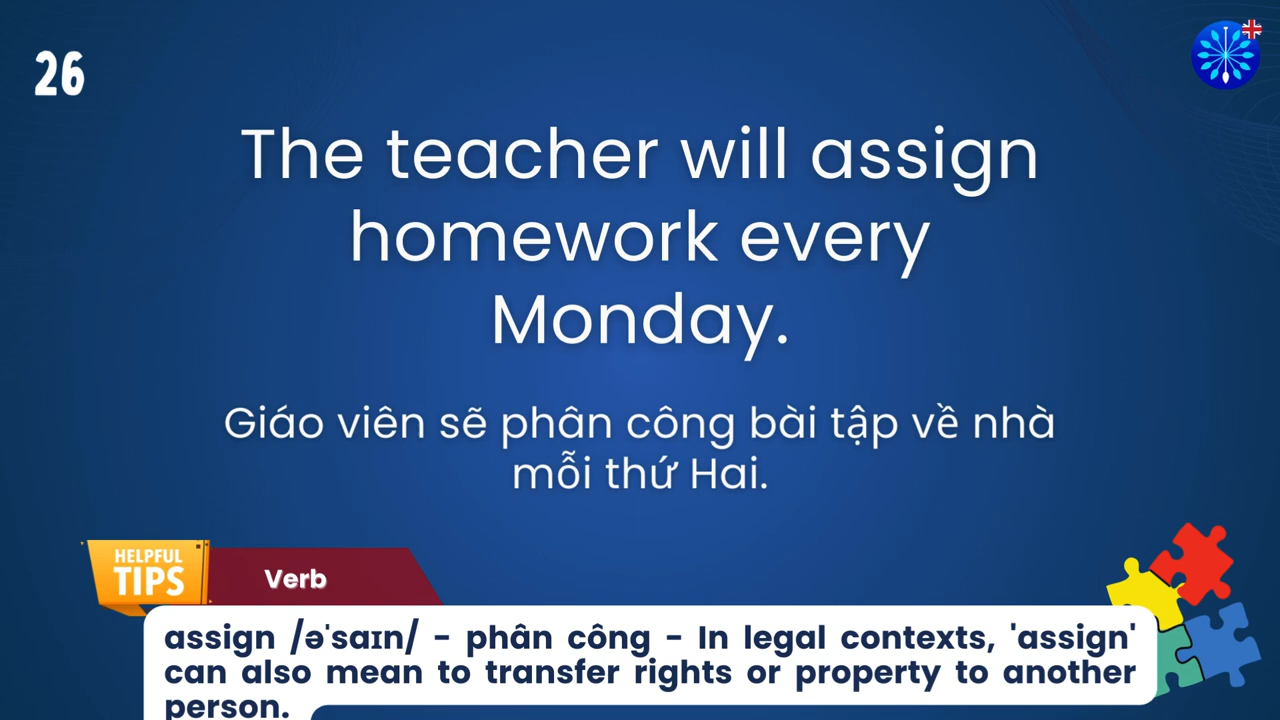 26
The teacher will assign
homework every
Monday.
Giáo viên sẽ phân công bài tập về nhà
mỗi thứ Hai.
HELPFUL
TIPS
Verb
assign /əˈsaɪn/ - phân công - In legal contexts, 'assign'
can also mean to transfer rights or property to another
person.